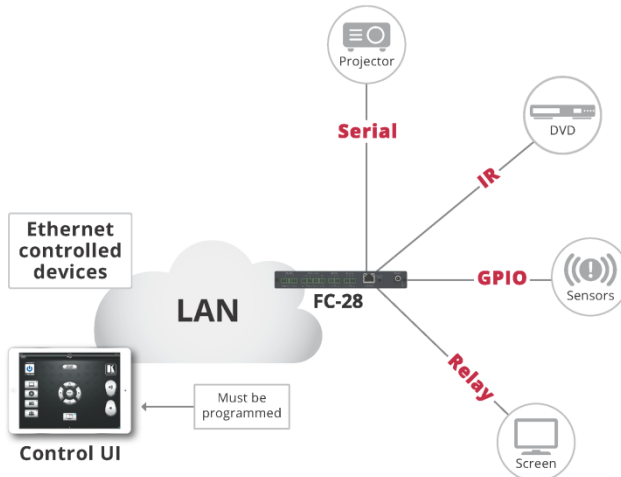 Projector
Serial
DVD
IR
Ethernet
controlled
devices
GPIO
Sensors
LAN
FC-28
Relay
Must be
programmed
Control UI
Screen